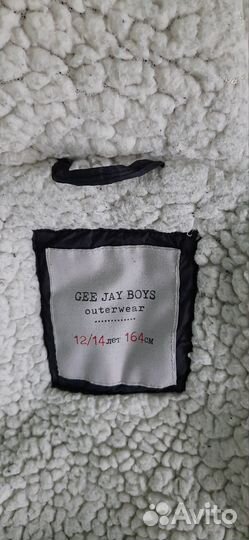 GEE JAY BOYS
outerwear
12/14лет 164см
Avito